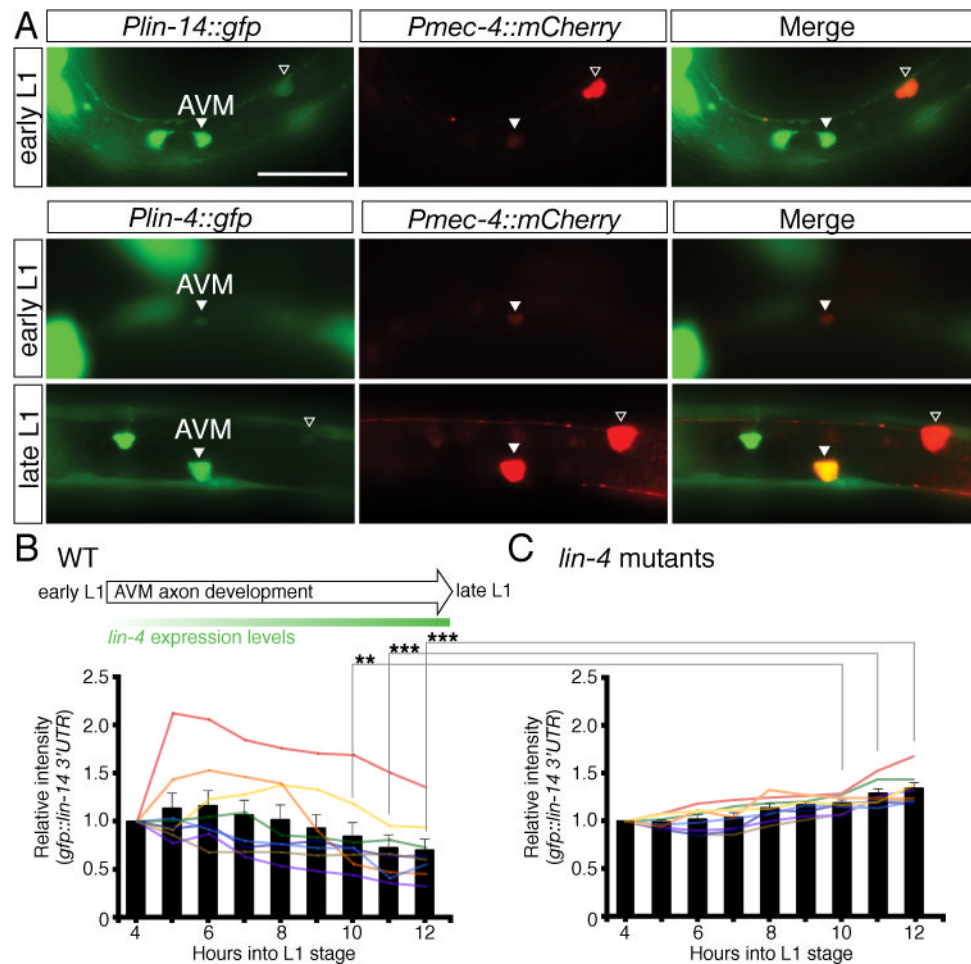 A
Plin-14::gfp Pmec-4::mCherry Merge
early L1
AVM
Plin-4::gfp Pmec-4::mCherry Merge
early L1
AVM
late L1
AVM
B WT
early L1 AVM axon development late L1
lin-4 expression levels
C lin-4 mutants
** *** ***
Relative intensity
(gfp::lin-14 3'UTR)
2.5
2.0
1.5
1.0
0.5
0
4 6 8 10 12
Hours into L1 stage
Relative intensity
(gfp::lin-14 3'UTR)
2.5
2.0
1.5
1.0
0.5
0
4 6 8 10 12
Hours into L1 stage